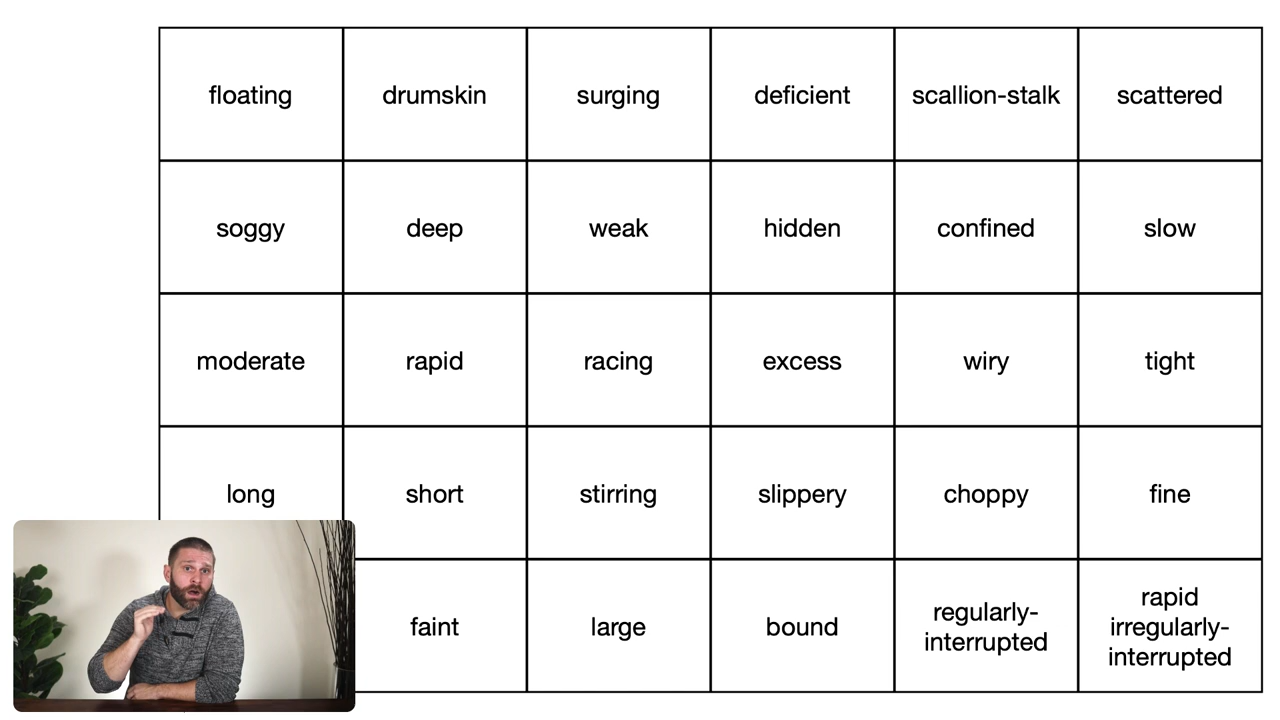 floating drumskin surging deficient scallion-stalk scattered
soggy deep weak hidden confined slow
moderate rapid racing excess wiry tight
long short stirring slippery choppy fine
faint large bound regularly-
interrupted rapid
irregularly-
interrupted